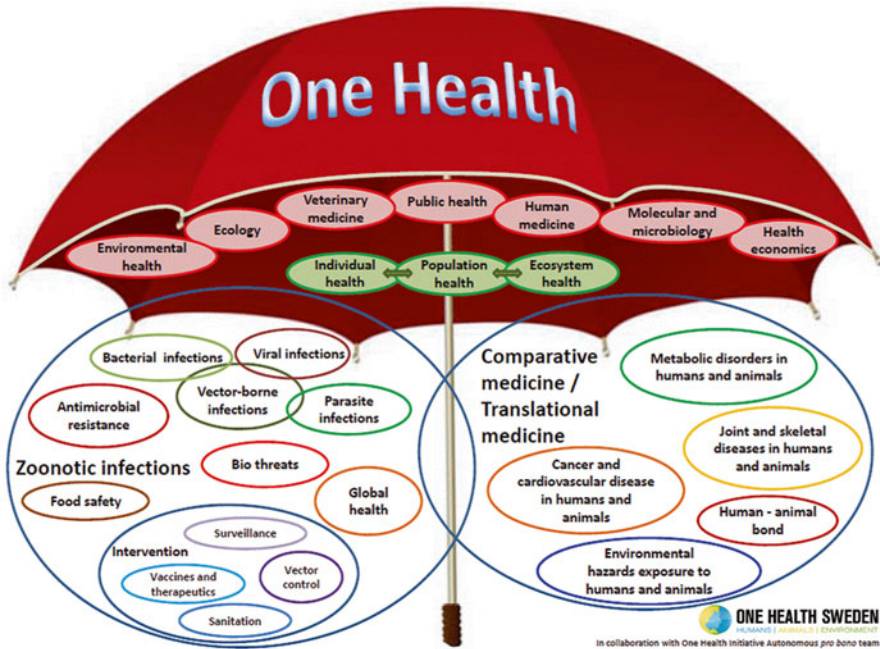 One Health
Environmental
health
Ecology
Veterinary
medicine
Public health
Human
medicine
Molecular and
microbiology
Health
economics
Individual
health
Population
health
Ecosystem
health
Bacterial infections
Viral infections
Vector-borne
infections
Parasite
infections
Antimicrobial
resistance
Zoonotic infections
Bio threats
Food safety
Global
health
Intervention
Surveillance
Vaccines and
therapeutics
Vector
control
Sanitation
Comparative
medicine /
Translational
medicine
Metabolic disorders in
humans and animals
Joint and skeletal
diseases in humans
and animals
Cancer and
cardiovascular disease
in humans and
animals
Human - animal
bond
Environmental
hazards exposure to
humans and animals
ONE HEALTH SWEDEN
HUMANS | ANIMALS | ENVIRONMENT
In collaboration with One Health Initiative Autonomous pro bono team